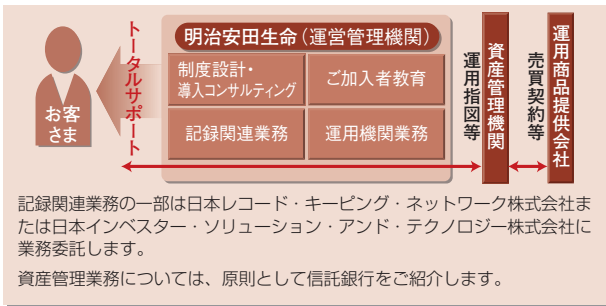 トータルサポート
お客
さま
明治安田生命(運営管理機関)
制度設計・
導入コンサルティング
ご加入者教育
記録関連業務
運用機関業務
運用指図等
資産管理機関
売買契約等
運用商品提供会社
記録関連業務の一部は日本レコード・キーピング・ネットワーク株式会社ま
たは日本インベスター・ソリューション・アンド・テクノロジー株式会社に
業務委託します。
資産管理業務については、原則として信託銀行をご紹介します。